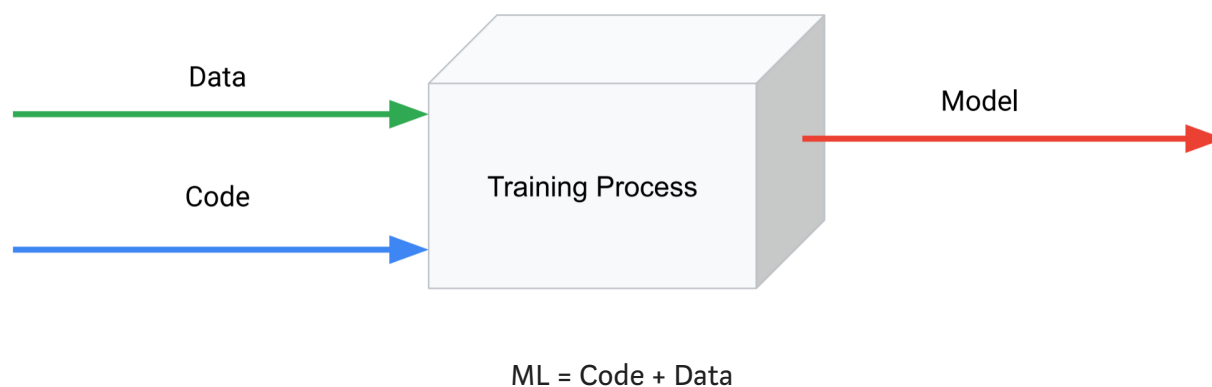 Data
Code
Training Process
Model
ML = Code + Data